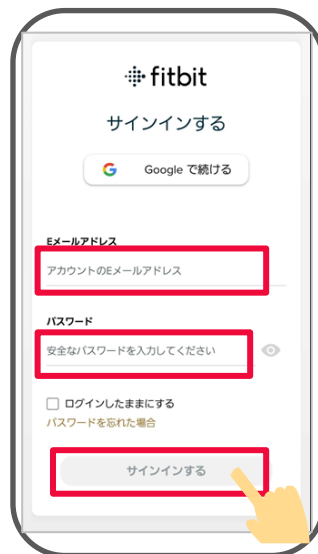 fitbit
サインインする
G Google で続ける
Eメールアドレス
アカウントのEメールアドレス
パスワード
安全なパスワードを入力してください
ログインしたままにする
パスワードを忘れた場合
サインインする